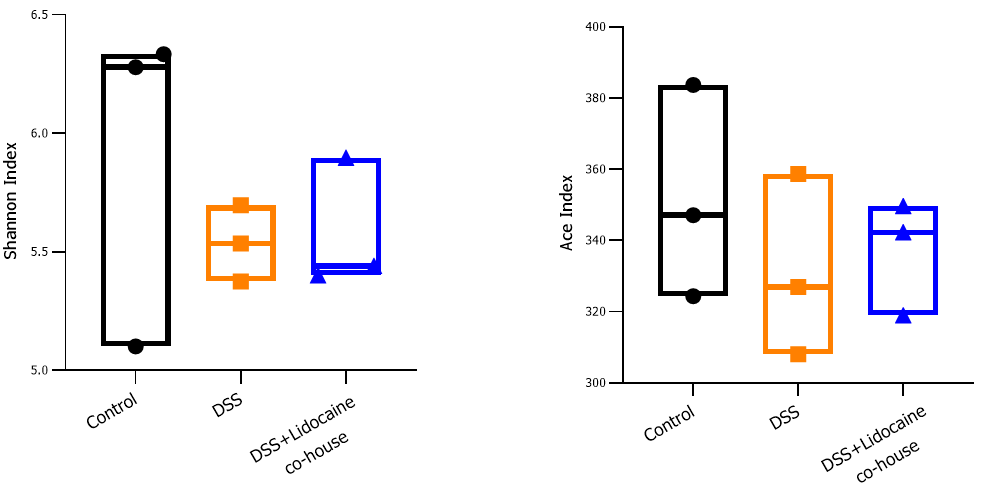 Shannon Index
6.5
6.0
5.5
5.0
Control
DSS
DSS+Lidocaine
co-house
Ace Index
400
380
360
340
320
300
Control
DSS
DSS+Lidocaine
co-house